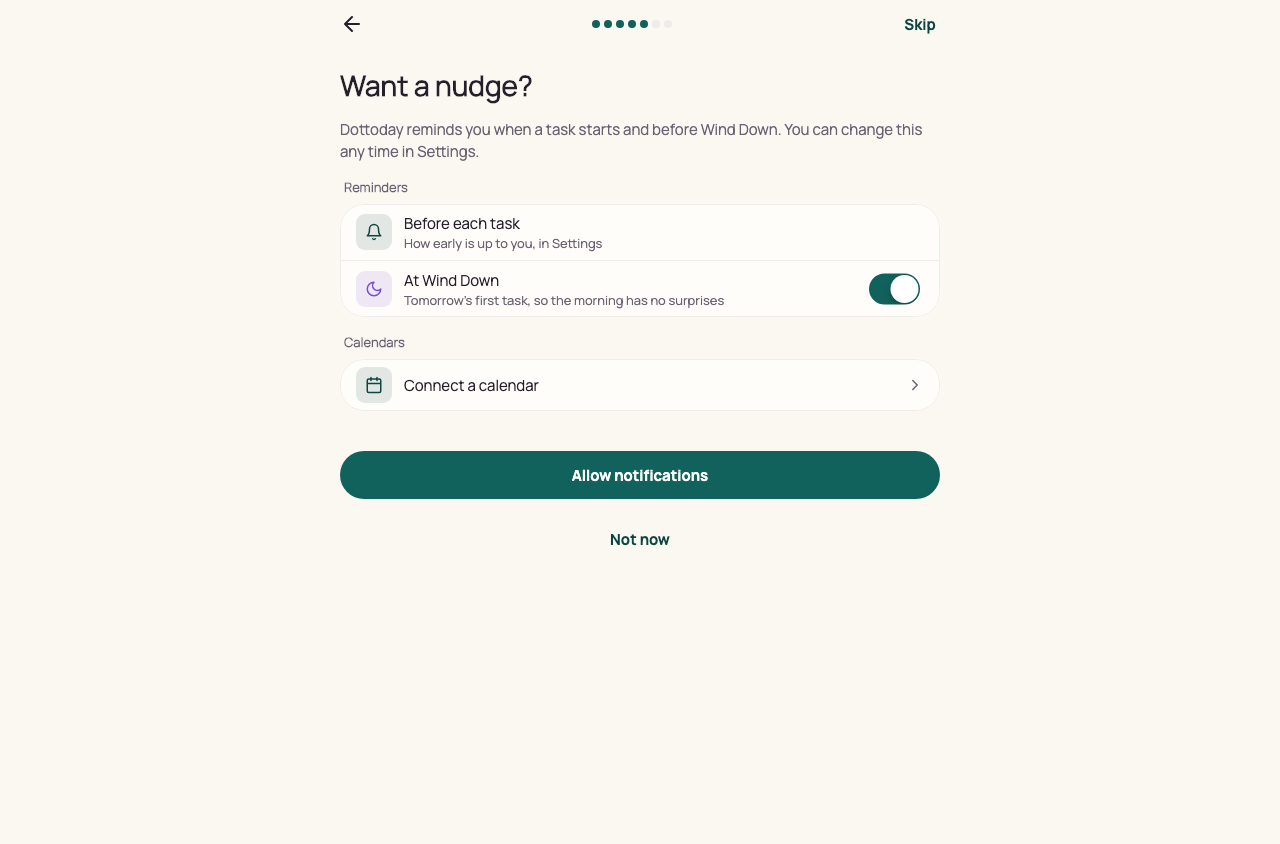 Skip
Want a nudge?
Dottoday reminds you when a task starts and before Wind Down. You can change this
any time in Settings.
Reminders
Before each task
How early is up to you, in Settings
At Wind Down
Tomorrow's first task, so the morning has no surprises
Calendars
Connect a calendar
Allow notifications
Not now